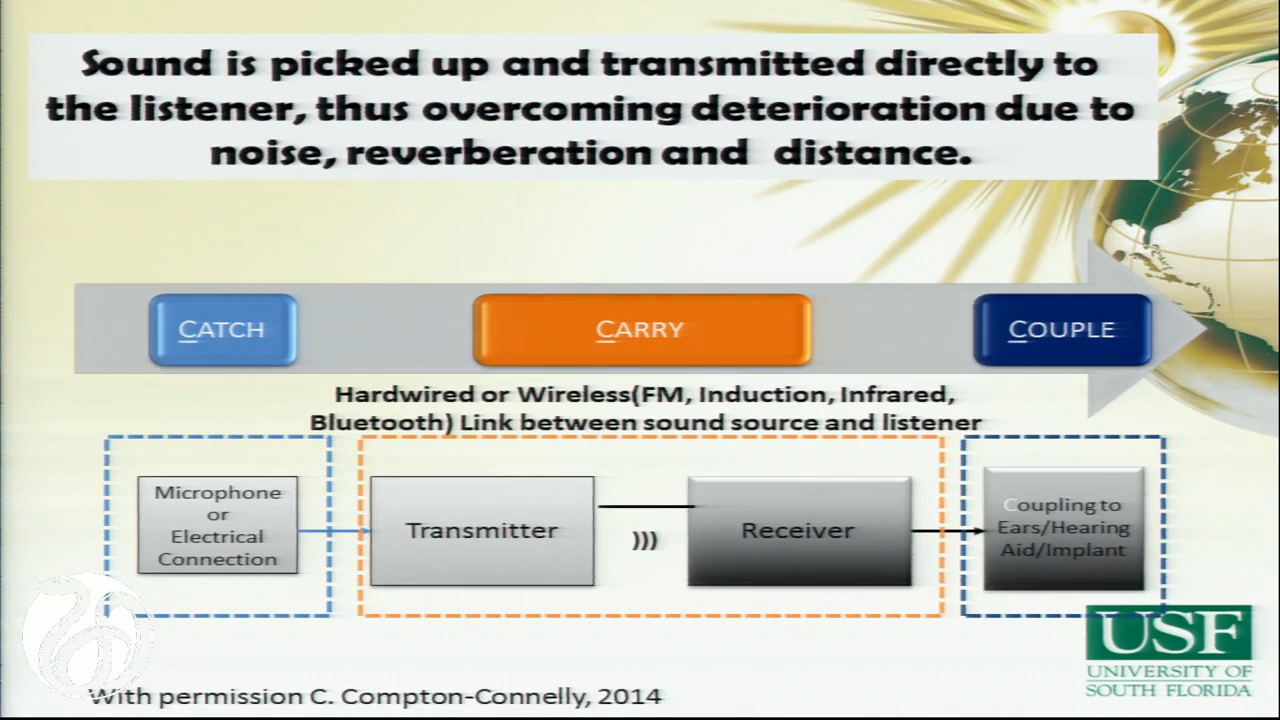 Sound is picked up and transmitted directly to
the listener, thus overcoming deterioration due to
noise, reverberation and distance.
CATCH
CARRY
COUPLE
Hardwired or Wireless(FM, Induction, Infrared,
Bluetooth) Link between sound source and listener
Microphone
or
Electrical
Connection
Transmitter
)))
Receiver
Coupling to
Ears/Hearing
Aid/Implant
USF
UNIVERSITY OF
SOUTH FLORIDA
With permission C. Compton-Connelly, 2014